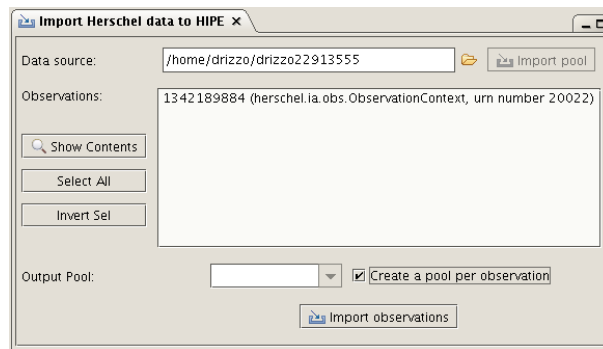 Import Herschel data to HIPE ×
Data source: /home/drizzo/drizzo22913555 Import pool
Observations: 1342189884 (herschel.ia.obs.ObservationContext, urn number 20022)
Show Contents
Select All
Invert Sel
Output Pool: Create a pool per observation
Import observations